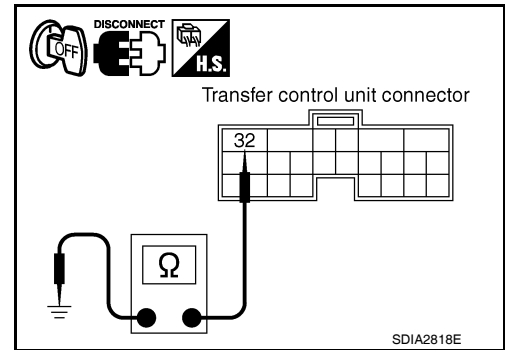 DISCONNECT
OFF
H.S.
Transfer control unit connector
32
Ω
SDIA2818E